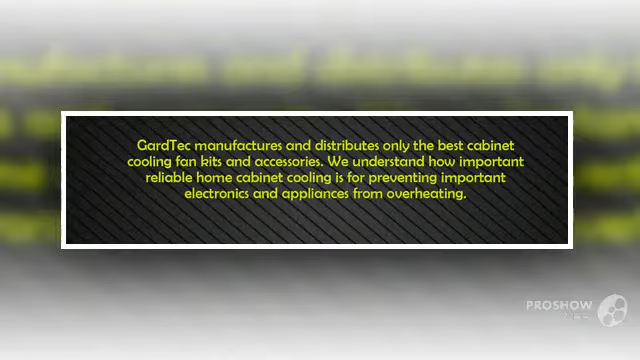 GardTec manufactures and distributes only the best cabinet
cooling fan kits and accessories. We understand how important
reliable home cabinet cooling is for preventing important
electronics and appliances from overheating.
PROSHOW